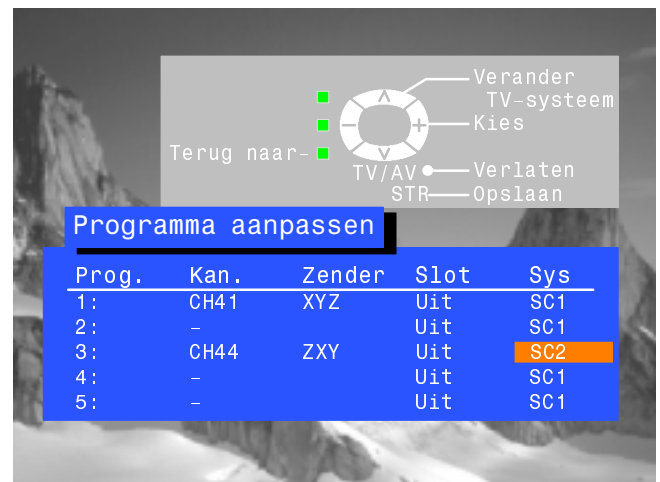 Verander
TV-systeem
Kies
Terug naar-
TV/AV Verlaten
STR Opslaan
Programma aanpassen
Prog. Kan. Zender Slot Sys
1: CH41 XYZ Uit SC1
2: – Uit SC1
3: CH44 ZXY Uit SC2
4: – Uit SC1
5: – Uit SC1